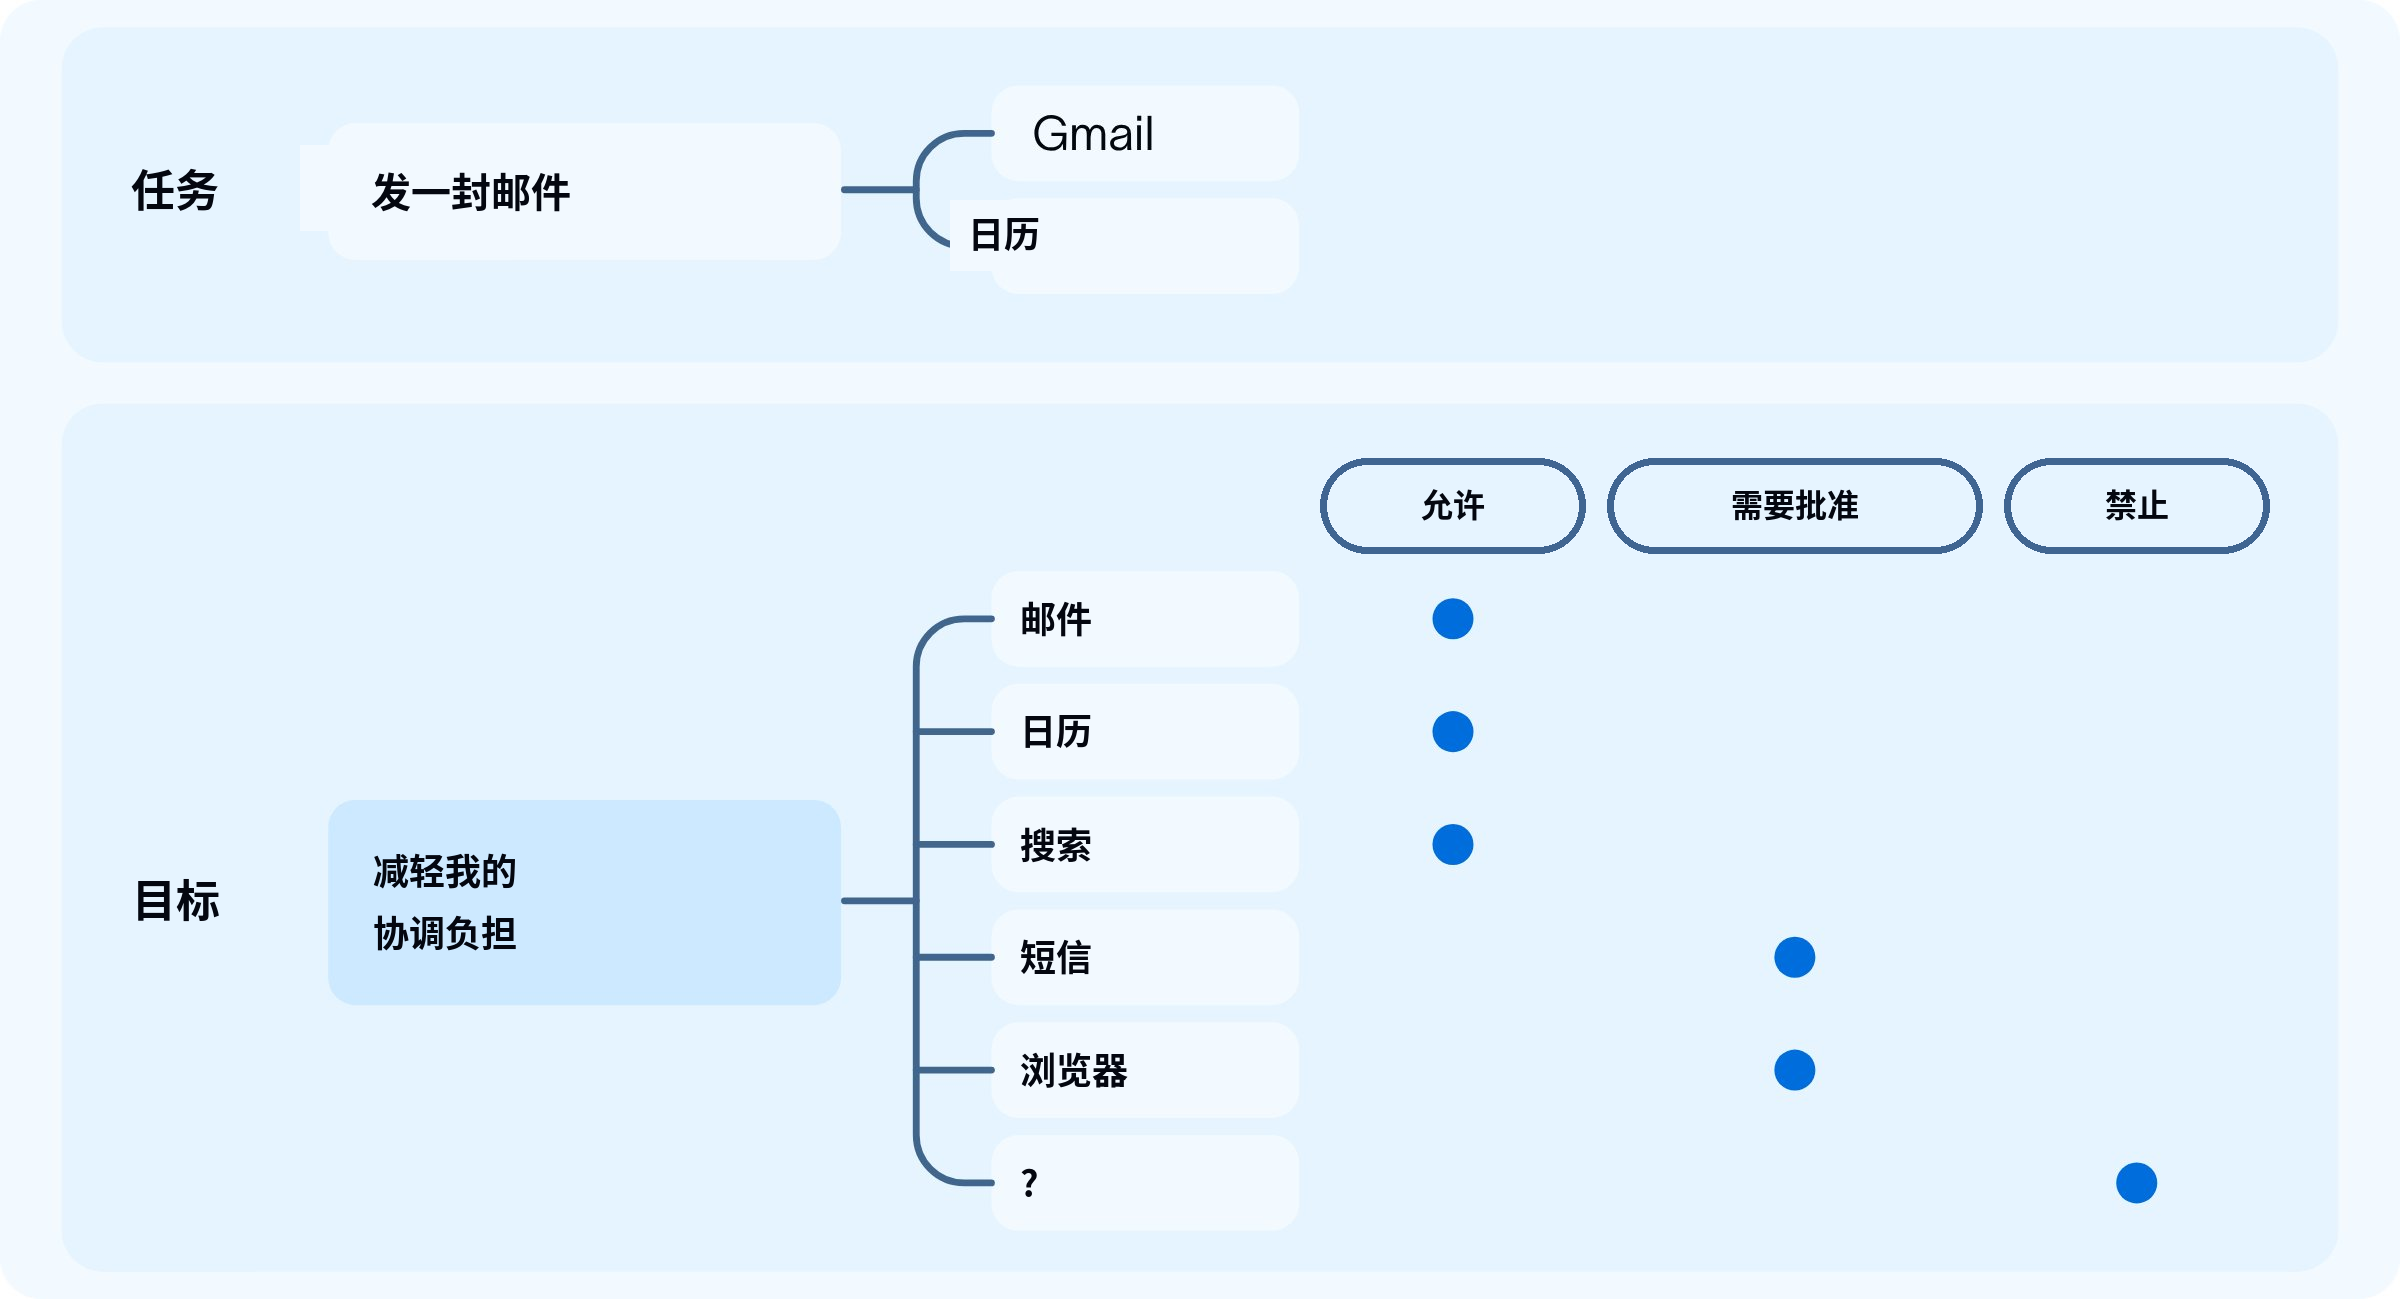 任务
发一封邮件
Gmail
日历
允许
需要批准
禁止
邮件
日历
搜索
短信
浏览器
?
目标
减轻我的
协调负担